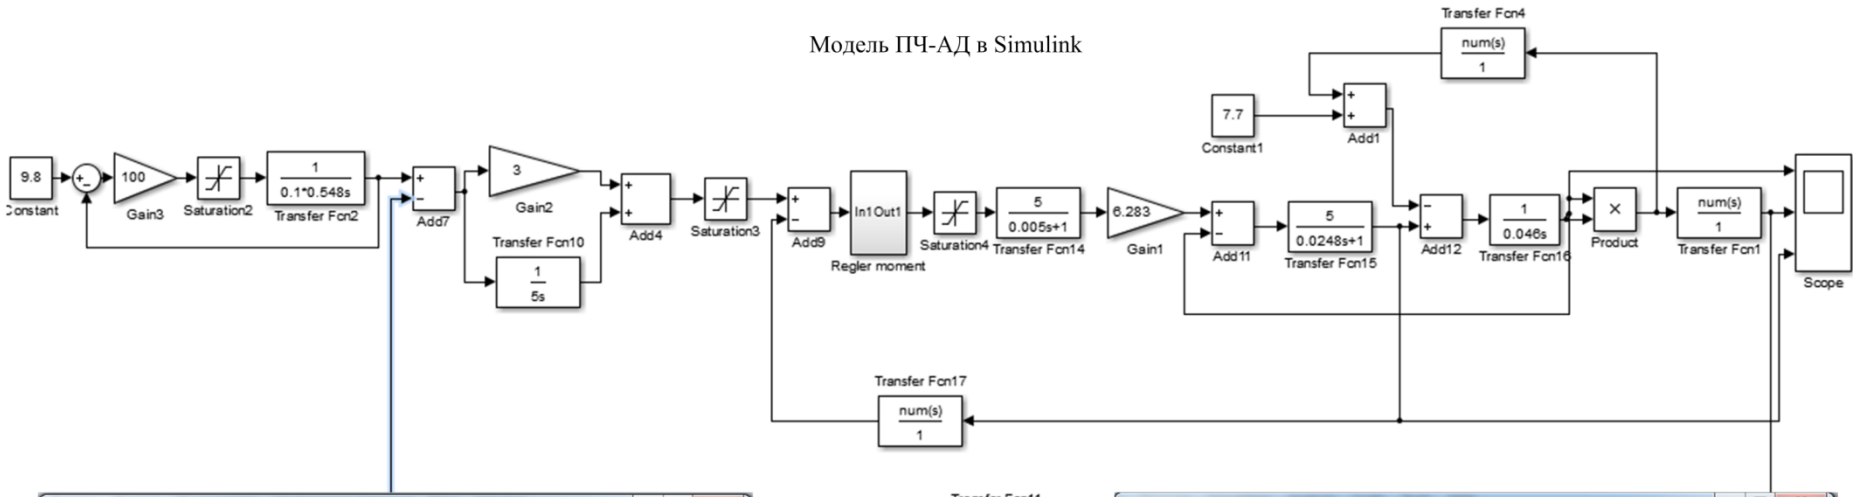 Transfer Fcn4
Модель ПЧ-АД в Simulink
num(s)
1
+
+
7.7
Add1
Constant1
9.8
+
−
100
1
0.1*0.548s
Constant
Gain3
Saturation2
Transfer Fcn2
+
−
Add7
3
Gain2
+
+
Add4
Transfer Fcn10
1
5s
Saturation3
+
−
Add9
In1 Out1
Regler moment
Saturation4
5
0.005s+1
Transfer Fcn14
6.283
Gain1
+
−
Add11
5
0.0248s+1
Transfer Fcn15
−
+
Add12
1
0.046s
Transfer Fcn16
×
Product
num(s)
1
Transfer Fcn1
Scope
Transfer Fcn17
num(s)
1